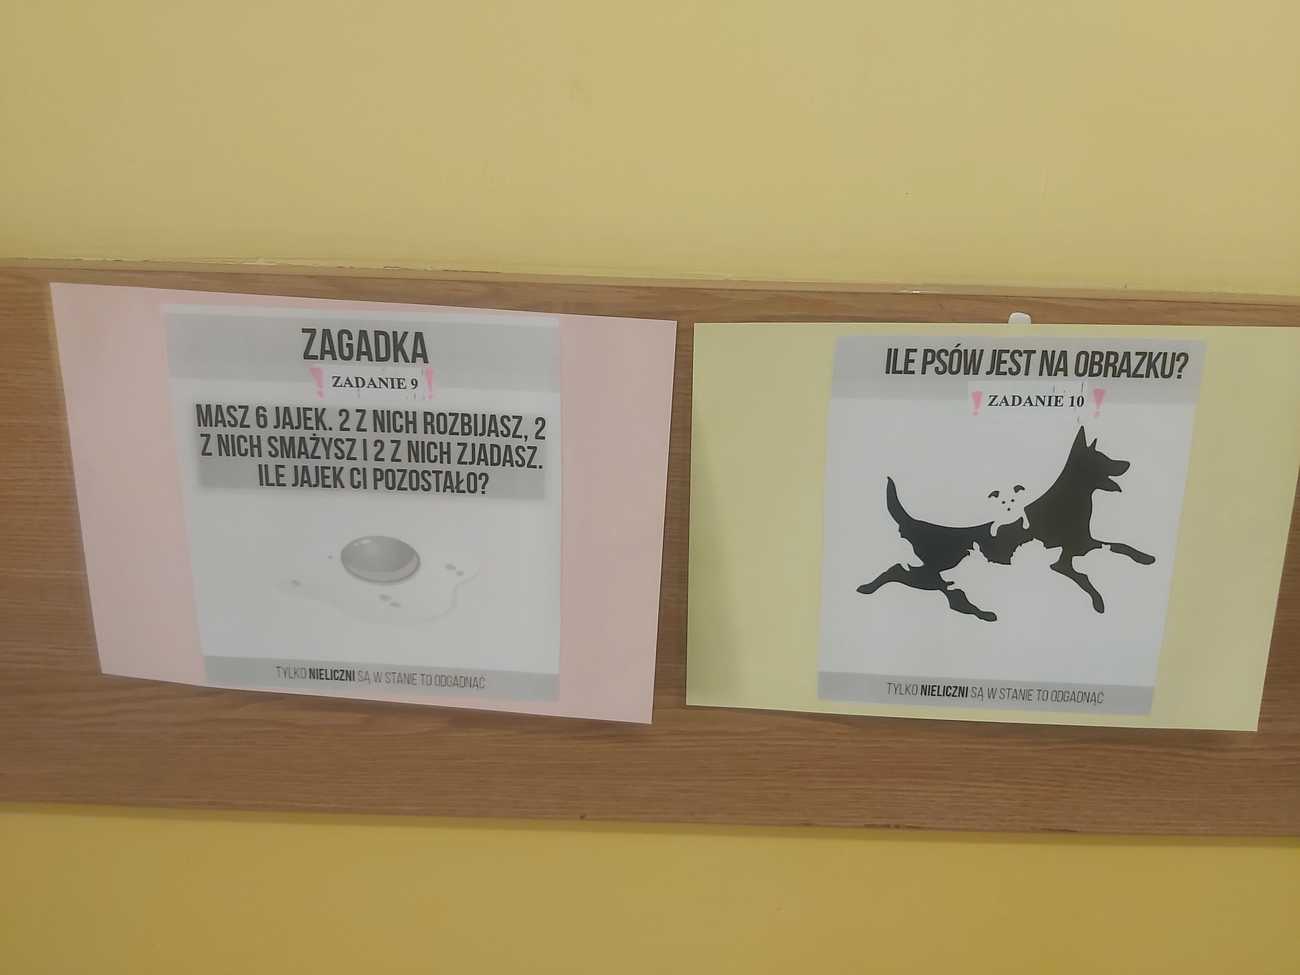 ZAGADKA
ZADANIE 9
MASZ 6 JAJEK. 2 Z NICH ROZBIJASZ, 2
Z NICH SMAŻYSZ I 2 Z NICH ZJADASZ.
ILE JAJEK CI POZOSTAŁO?
TYLKO NIELICZNI SĄ W STANIE TO ODGADNĄĆ
ILE PSÓW JEST NA OBRAZKU?
ZADANIE 10
TYLKO NIELICZNI SĄ W STANIE TO ODGADNĄĆ